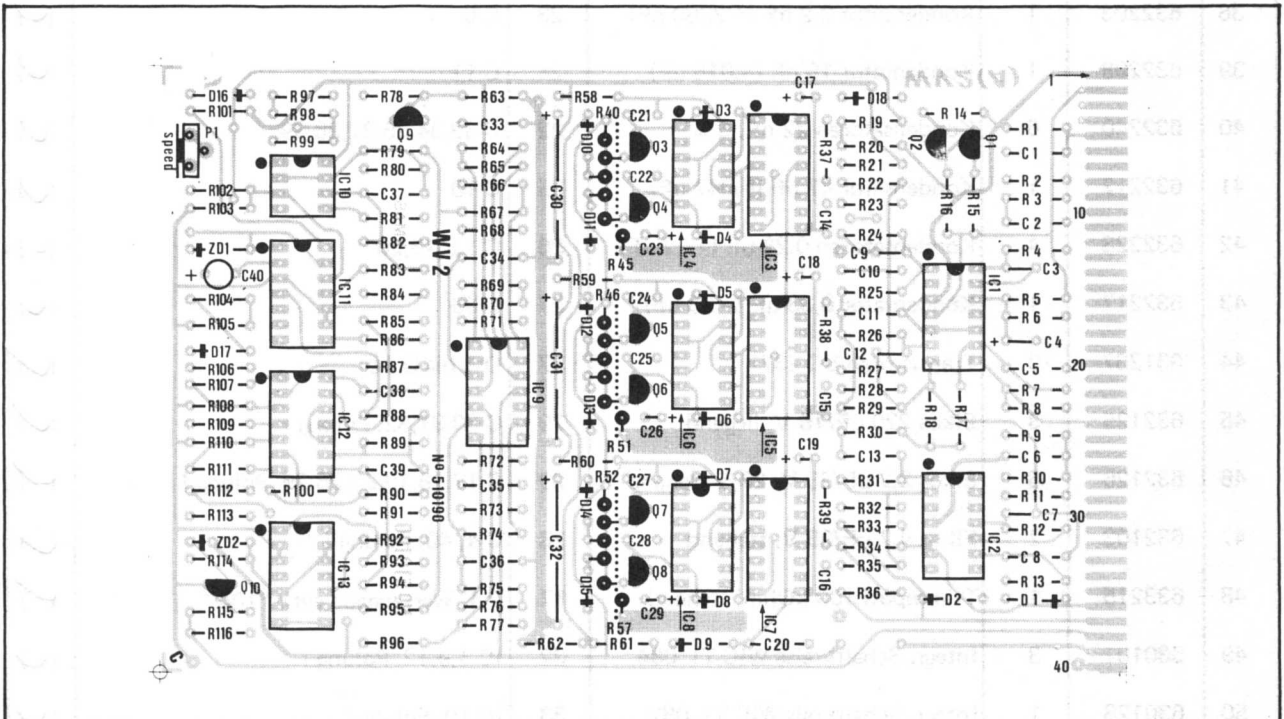 WV2(A)
D16
R101
P1
speed
R102
R103
ZD1
C40
R104
R105
D17
R106
R107
R108
R109
R110
R111
R112
R113
ZD2
R114
Q10
R115
R116
C
R97
R98
R99
IC10
IC11
IC12
R100
IC13
R78
Q9
R79
R80
C37
R81
R82
R83
R84
R85
R86
R87
C38
R88
R89
C39
R90
R91
R92
R93
R94
R95
R96
WV 2
No 510190
R63
C33
R64
R65
R66
R67
R68
C34
R69
R70
R71
IC9
R72
C35
R73
R74
C36
R75
R76
R77
R58
C30
R59
C31
R60
C32
R62
D10
D11
D12
D13
D14
D15
R40
R45
R46
R51
R52
R57
R61
C21
Q3
C22
Q4
C23
C24
Q5
C25
Q6
C26
C27
Q7
C28
Q8
C29
D3
IC4
D4
D5
IC6
D6
D7
IC8
D8
D9
C17
IC3
C18
IC5
C19
IC7
C20
R37
C14
R38
C15
R39
C16
D18
R19
R20
R21
R22
R23
R24
C9
C10
R25
C11
R26
C12
R27
R28
R29
R30
C13
R31
R32
R33
R34
R35
R36
R 14
Q2
Q1
R16
R15
IC1
R18
R17
IC2
D2
R1
C1
R2
R3
C2
R4
C3
R5
R6
C4
C5
R7
R8
R9
C6
R10
R11
C7
R12
C8
R13
D1
1
10
20
30
40